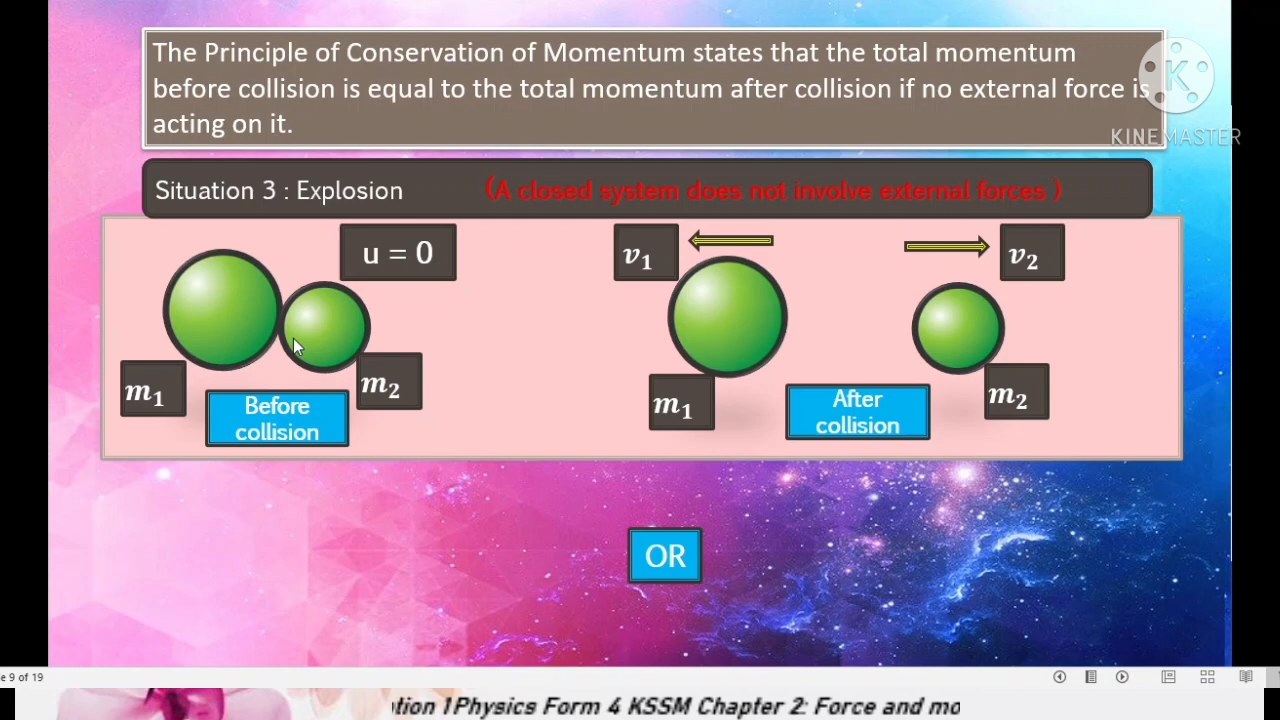 The Principle of Conservation of Momentum states that the total momentum
before collision is equal to the total momentum after collision if no external force is
acting on it.
K
KINEMASTER
Situation 3 : Explosion (A closed system does not involve external forces )
u = 0
v₁
v₂
m₁
m₂
Before
collision
m₁
m₂
After
collision
OR
e 9 of 19
tion 1Physics Form 4 KSSM Chapter 2: Force and mo